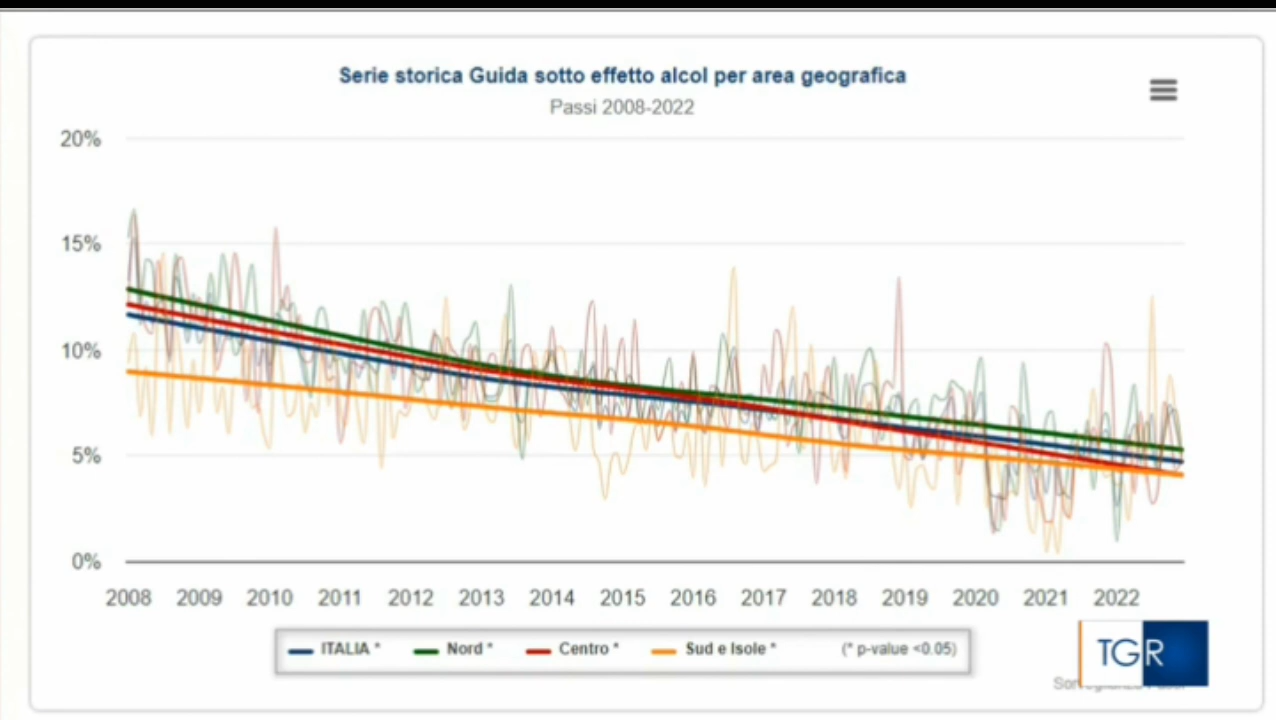 Serie storica Guida sotto effetto alcol per area geografica
Passi 2008-2022
20%
15%
10%
5%
0%
2008 2009 2010 2011 2012 2013 2014 2015 2016 2017 2018 2019 2020 2021 2022
ITALIA * Nord * Centro * Sud e Isole * (* p-value <0.05)
TGR